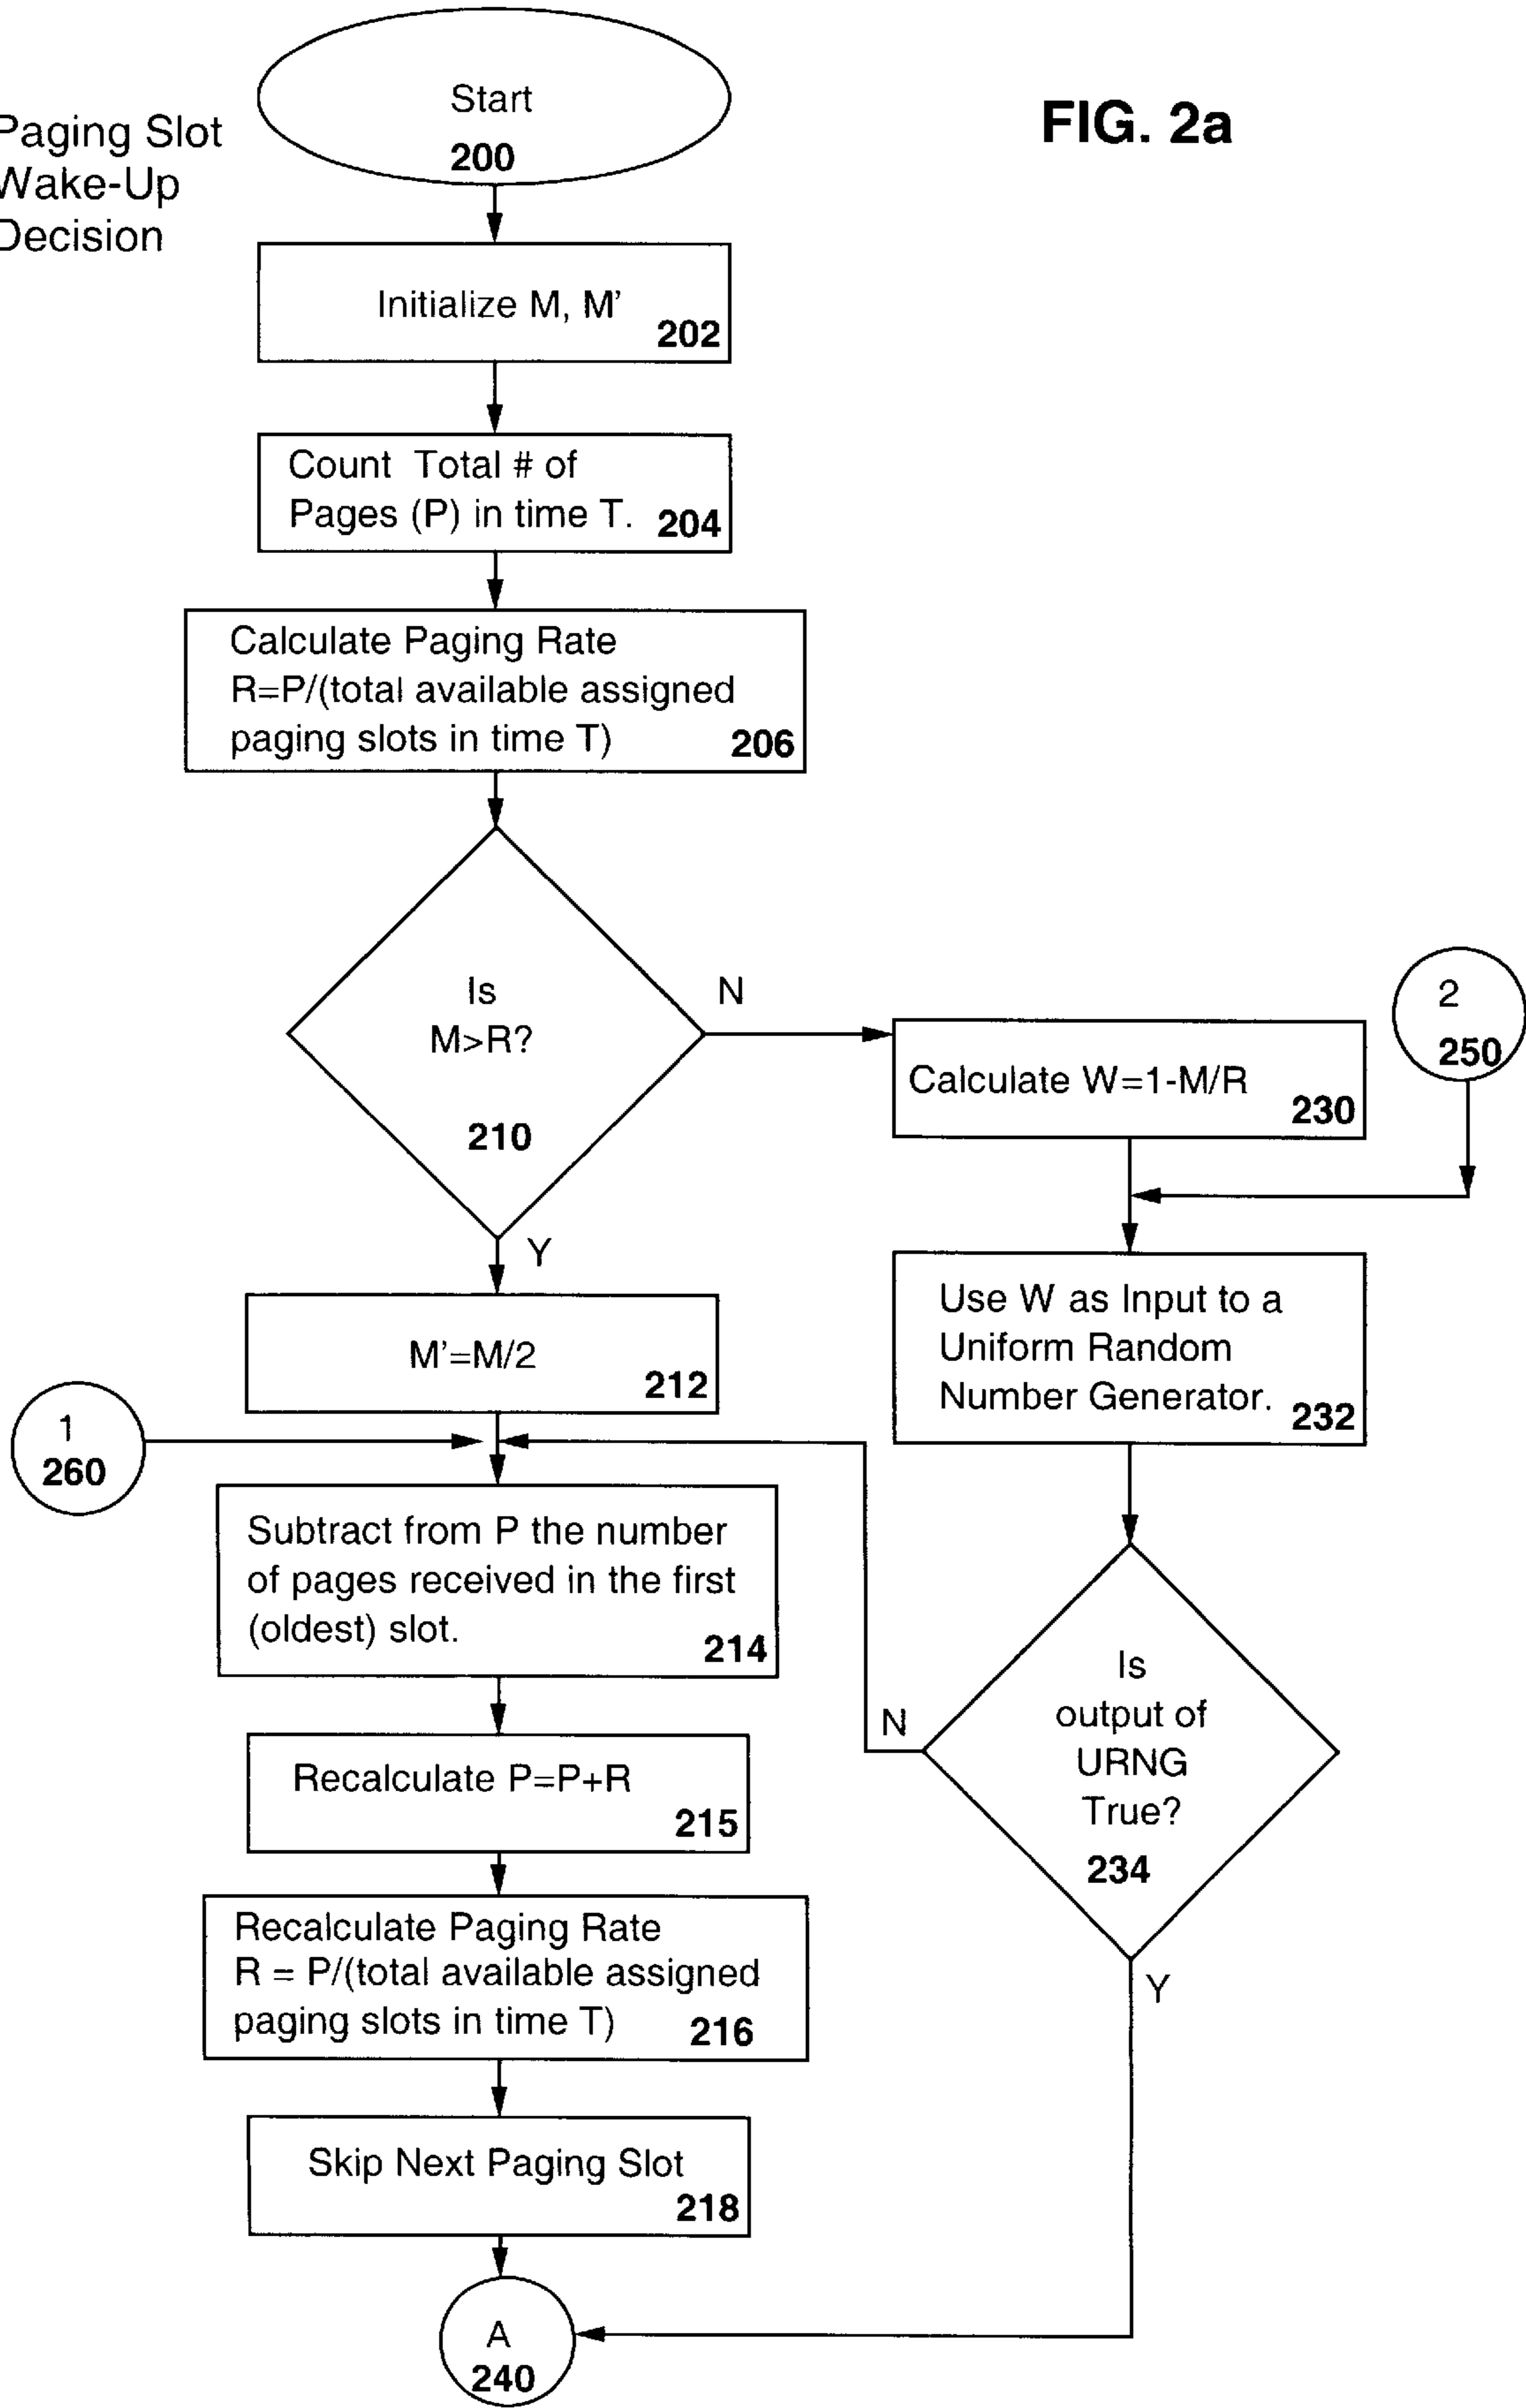 Paging Slot
Wake-Up
Decision
FIG. 2a
Start
200
Initialize M, M'
202
Count Total # of
Pages (P) in time T. 204
Calculate Paging Rate
R=P/(total available assigned
paging slots in time T) 206
Is
M>R?
210
N
Y
Calculate W=1-M/R
230
2
250
M'=M/2
212
Use W as Input to a
Uniform Random
Number Generator. 232
1
260
Subtract from P the number
of pages received in the first
(oldest) slot. 214
Is
output of
URNG
True?
234
N
Y
Recalculate P=P+R
215
Recalculate Paging Rate
R = P/(total available assigned
paging slots in time T) 216
Skip Next Paging Slot
218
A
240